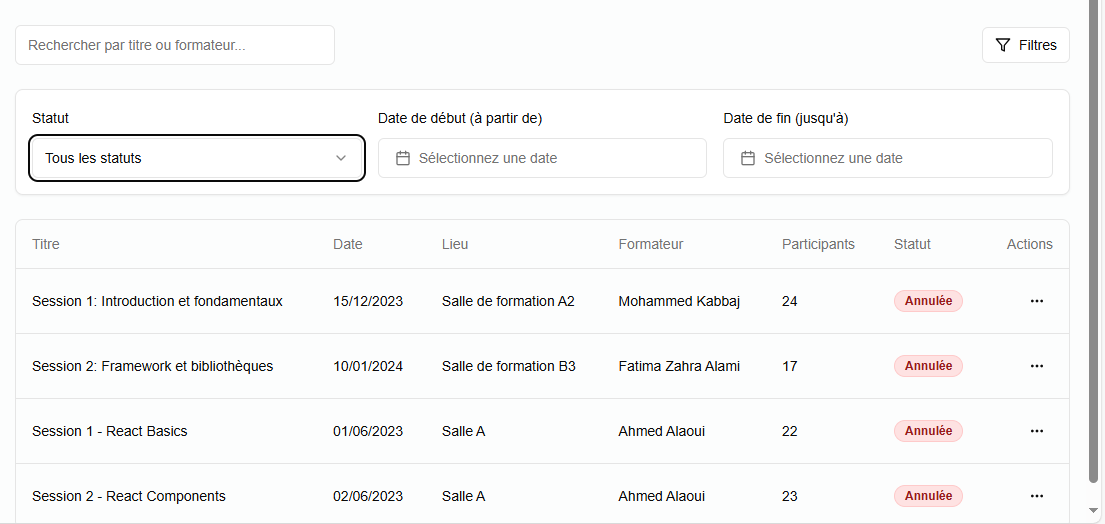 Rechercher par titre ou formateur...
Filtres
Statut Date de début (à partir de) Date de fin (jusqu'à)
Tous les statuts Sélectionnez une date Sélectionnez une date
Titre Date Lieu Formateur Participants Statut Actions
Session 1: Introduction et fondamentaux 15/12/2023 Salle de formation A2 Mohammed Kabbaj 24 Annulée
Session 2: Framework et bibliothèques 10/01/2024 Salle de formation B3 Fatima Zahra Alami 17 Annulée
Session 1 - React Basics 01/06/2023 Salle A Ahmed Alaoui 22 Annulée
Session 2 - React Components 02/06/2023 Salle A Ahmed Alaoui 23 Annulée